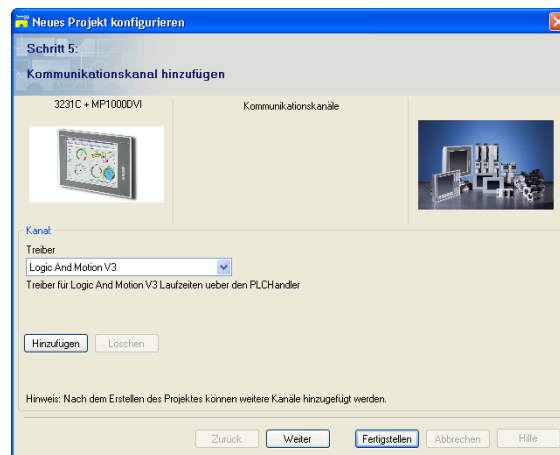 Neues Projekt konfigurieren
Schritt 5:
Kommunikationskanal hinzufügen
3231C + MP1000DVI
Kommunikationskanäle
Kanal:
Treiber
Logic And Motion V3
Treiber für Logic And Motion V3 Laufzeiten ueber den PLCHandler
Hinzufügen
Löschen
Hinweis: Nach dem Erstellen des Projektes können weitere Kanäle hinzugefügt werden.
Zurück
Weiter
Fertigstellen
Abbrechen
Hilfe